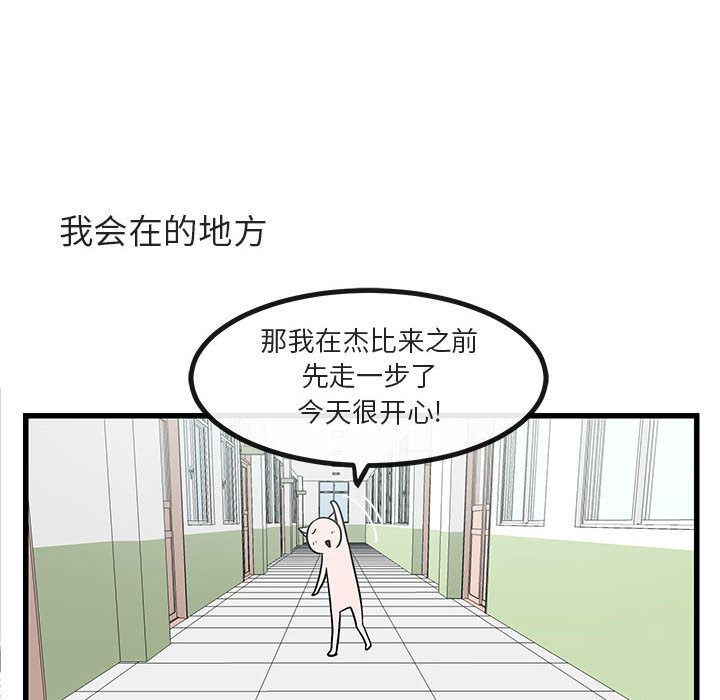 我会在的地方
那我在杰比来之前
先走一步了
今天很开心!